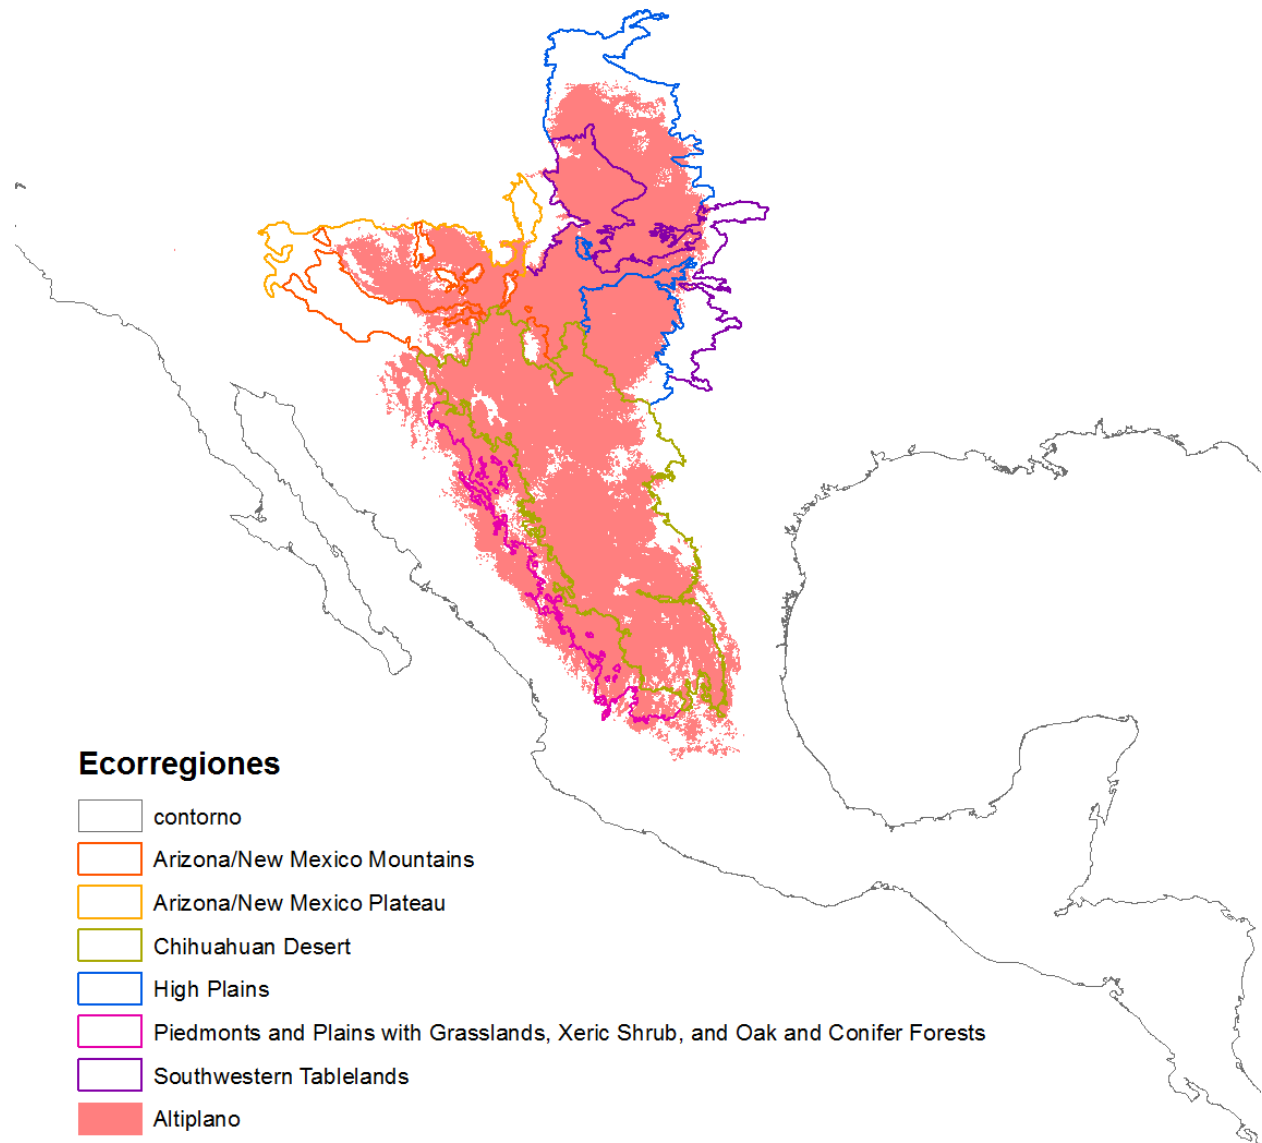 Ecorregiones
contorno
Arizona/New Mexico Mountains
Arizona/New Mexico Plateau
Chihuahuan Desert
High Plains
Piedmonts and Plains with Grasslands, Xeric Shrub, and Oak and Conifer Forests
Southwestern Tablelands
Altiplano